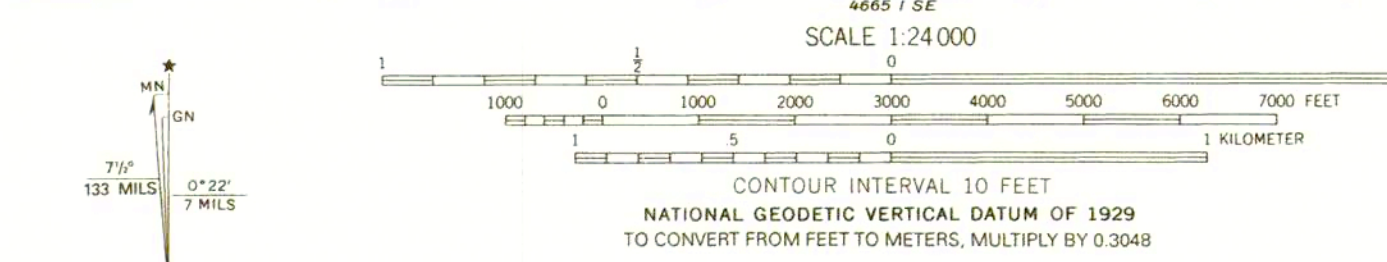 4665 I SE
SCALE 1:24 000
1 1/2 0
1000 0 1000 2000 3000 4000 5000 6000 7000 FEET
1 .5 0 1 KILOMETER
CONTOUR INTERVAL 10 FEET
NATIONAL GEODETIC VERTICAL DATUM OF 1929
TO CONVERT FROM FEET TO METERS, MULTIPLY BY 0.3048
★
MN
GN
7½°
133 MILS
0°22'
7 MILS